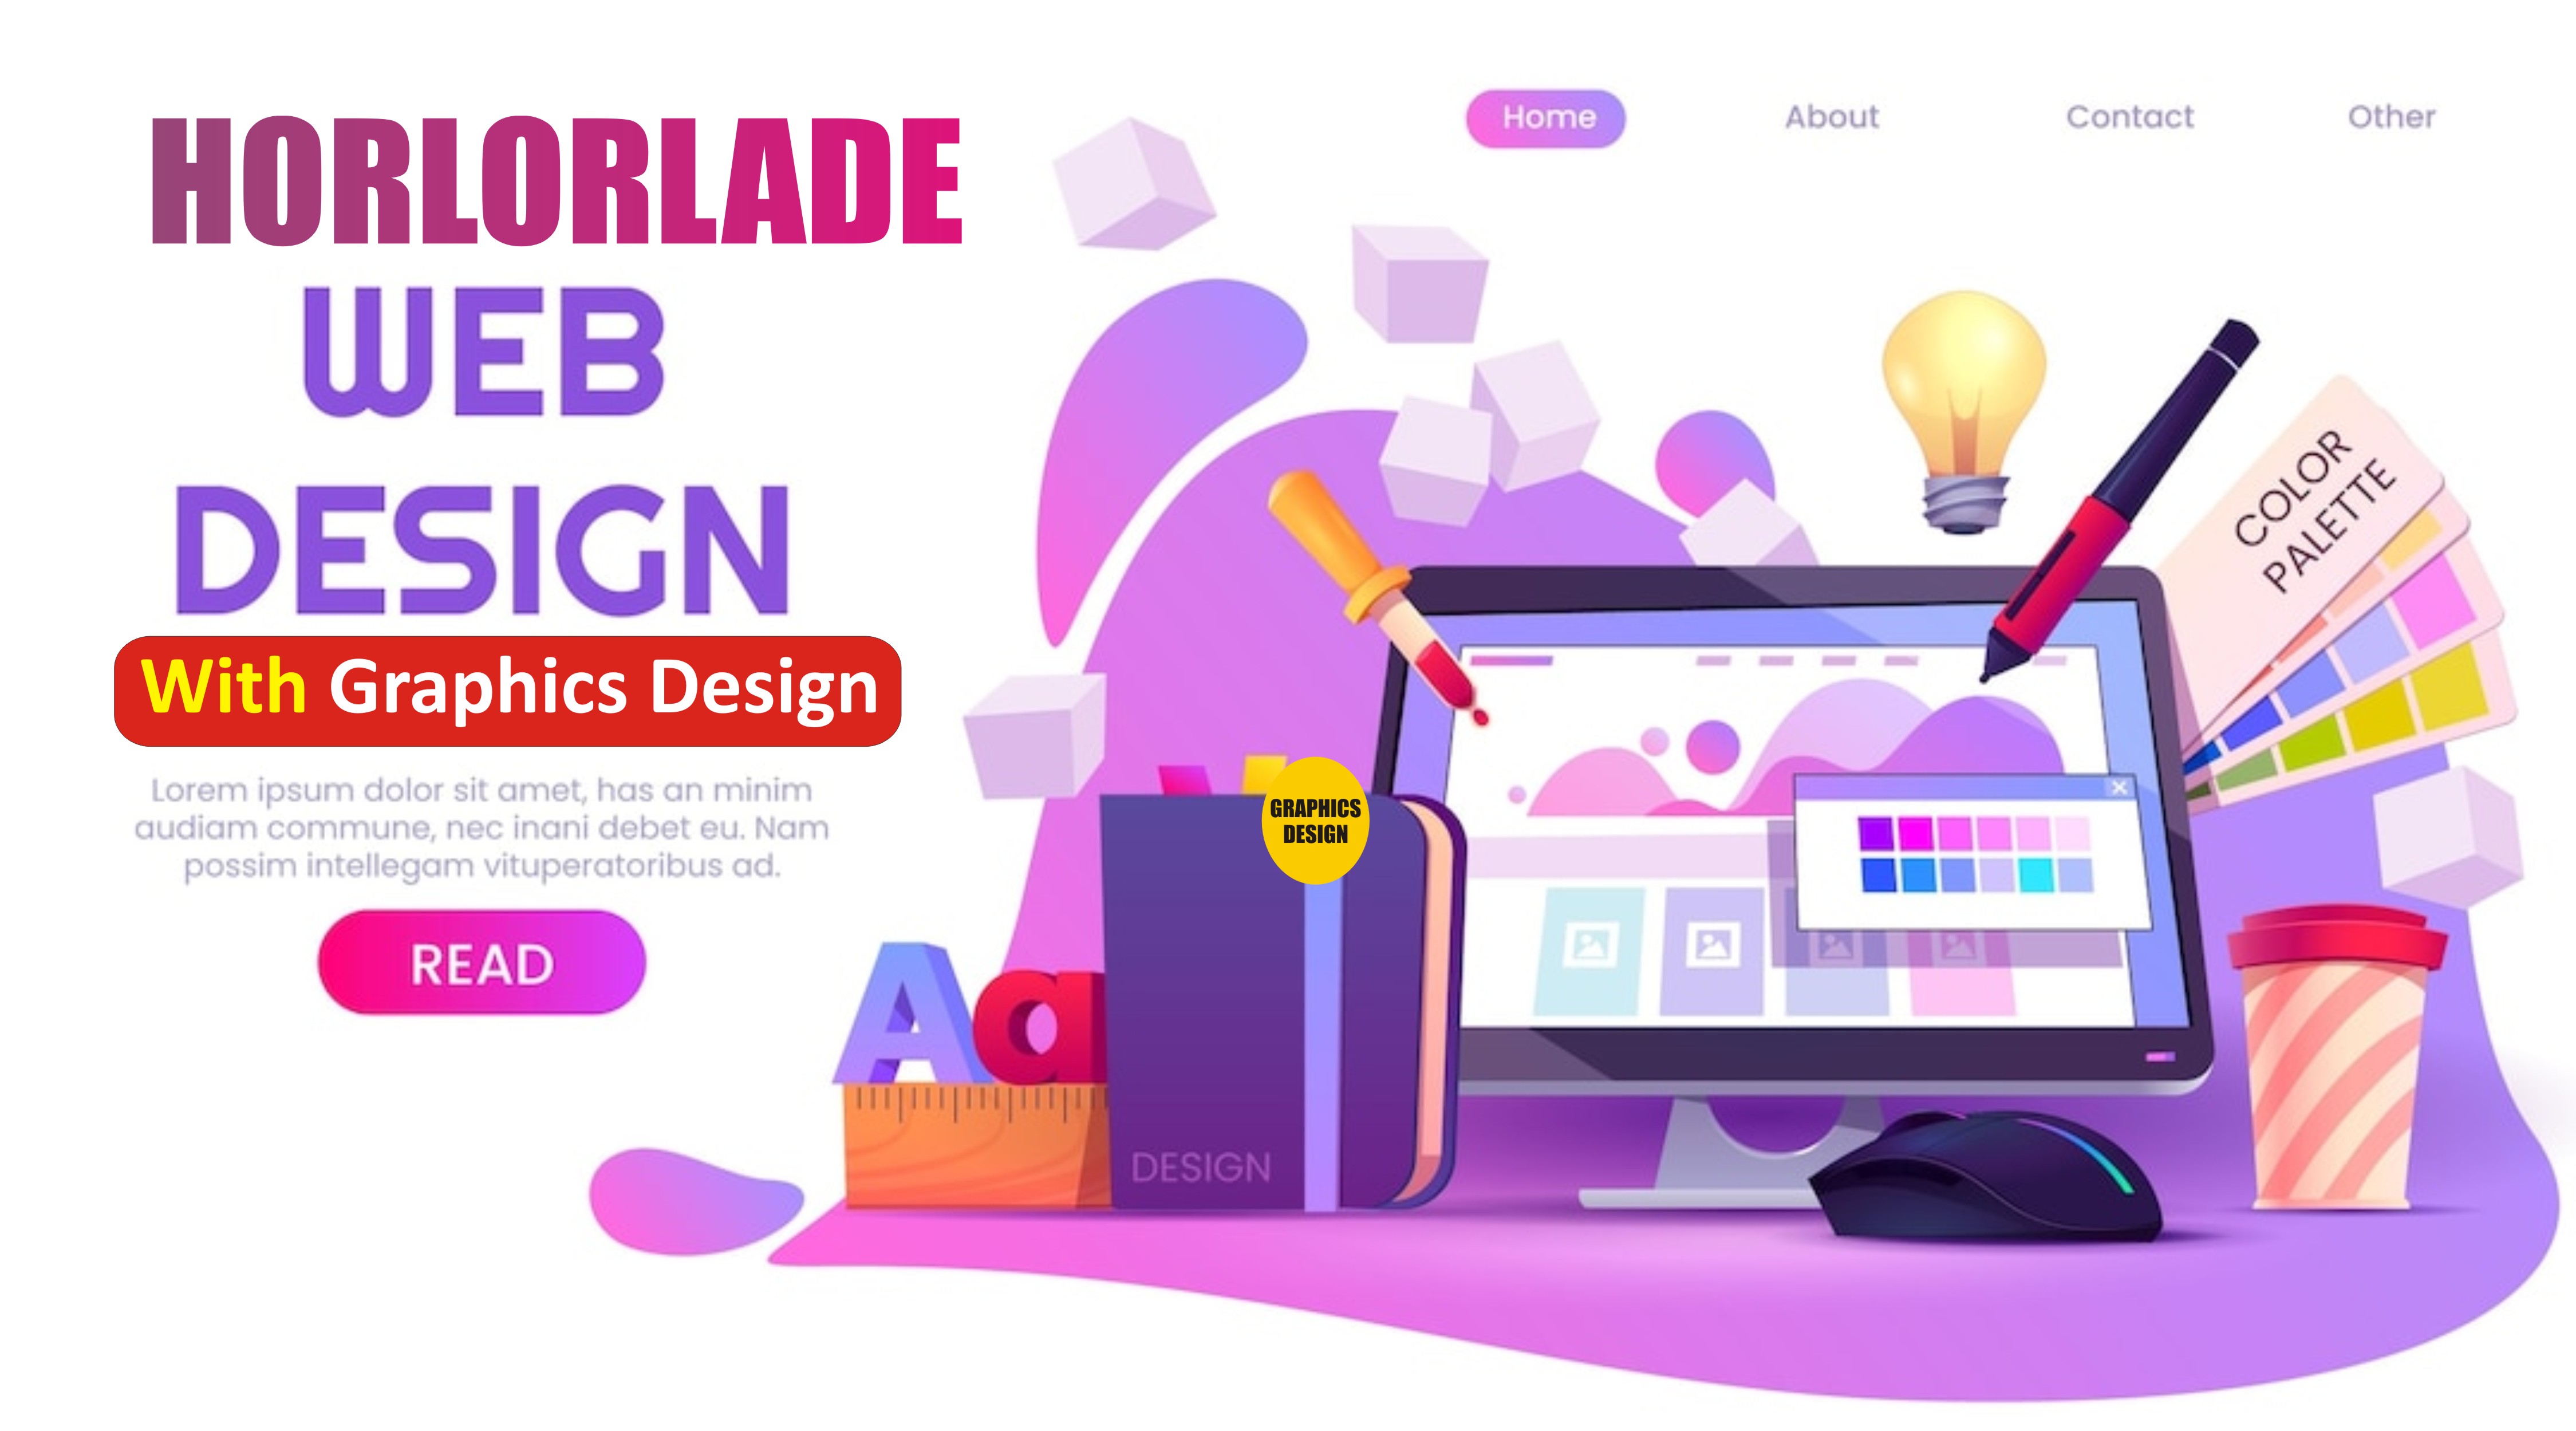 Home About Contact Other
HORLORLADE
WEB
DESIGN
With Graphics Design
Lorem ipsum dolor sit amet, has an minim
audiam commune, nec inani debet eu. Nam
possim intellegam vituperatoribus ad.
READ
COLOR
PALETTE
GRAPHICS
DESIGN
Aa
DESIGN